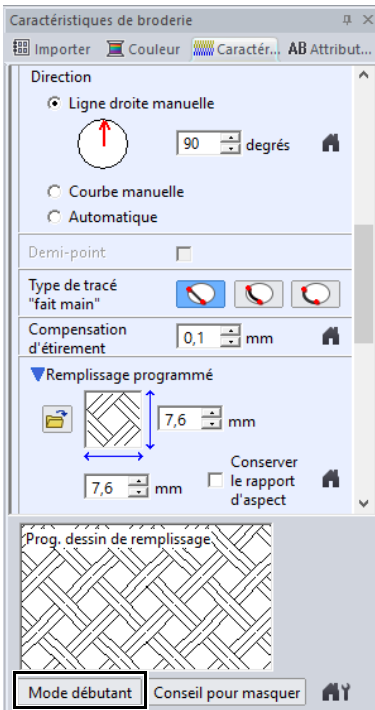 Caractéristiques de broderie
Importer Couleur Caractér... AB Attribut...
Direction
Ligne droite manuelle
90 degrés
Courbe manuelle
Automatique
Demi-point
Type de tracé
"fait main"
Compensation
d'étirement
0,1 mm
Remplissage programmé
7,6 mm
7,6 mm
Conserver
le rapport
d'aspect
Prog. dessin de remplissage
Mode débutant Conseil pour masquer